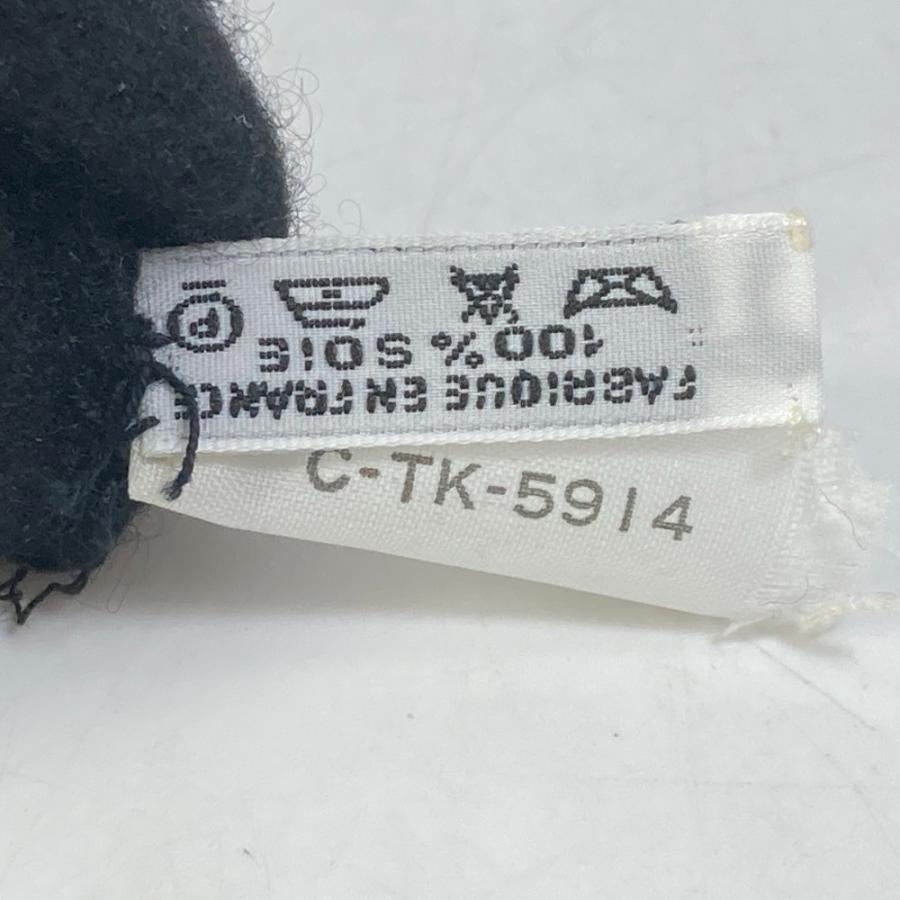 FABRIQUE EN FRANCE
100% SOIE
C-TK-5914